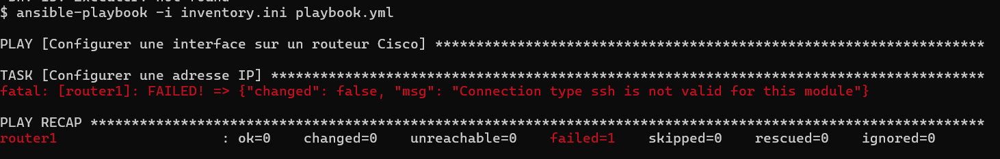 $ ansible-playbook -i inventory.ini playbook.yml
PLAY [Configurer une interface sur un routeur Cisco] *******************************************************************
TASK [Configurer une adresse IP] ***************************************************************************************
fatal: [router1]: FAILED! => {"changed": false, "msg": "Connection type ssh is not valid for this module"}
PLAY RECAP *************************************************************************************************************
router1                    : ok=0    changed=0    unreachable=0    failed=1    skipped=0    rescued=0    ignored=0